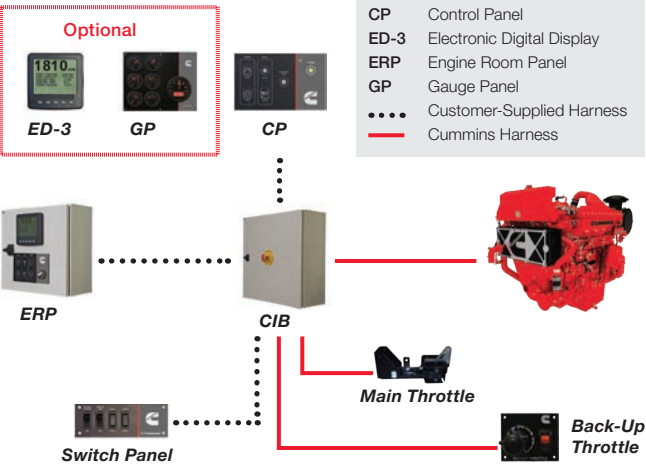 Optional
1810
ED-3
GP
CP
CP Control Panel
ED-3 Electronic Digital Display
ERP Engine Room Panel
GP Gauge Panel
Customer-Supplied Harness
Cummins Harness
ERP
CIB
Main Throttle
Switch Panel
Back-Up
Throttle